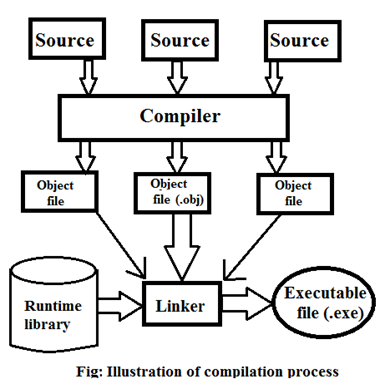 Source
Source
Source
Compiler
Object
file
Object
file (.obj)
Object
file
Runtime
library
Linker
Executable
file (.exe)
Fig: Illustration of compilation process